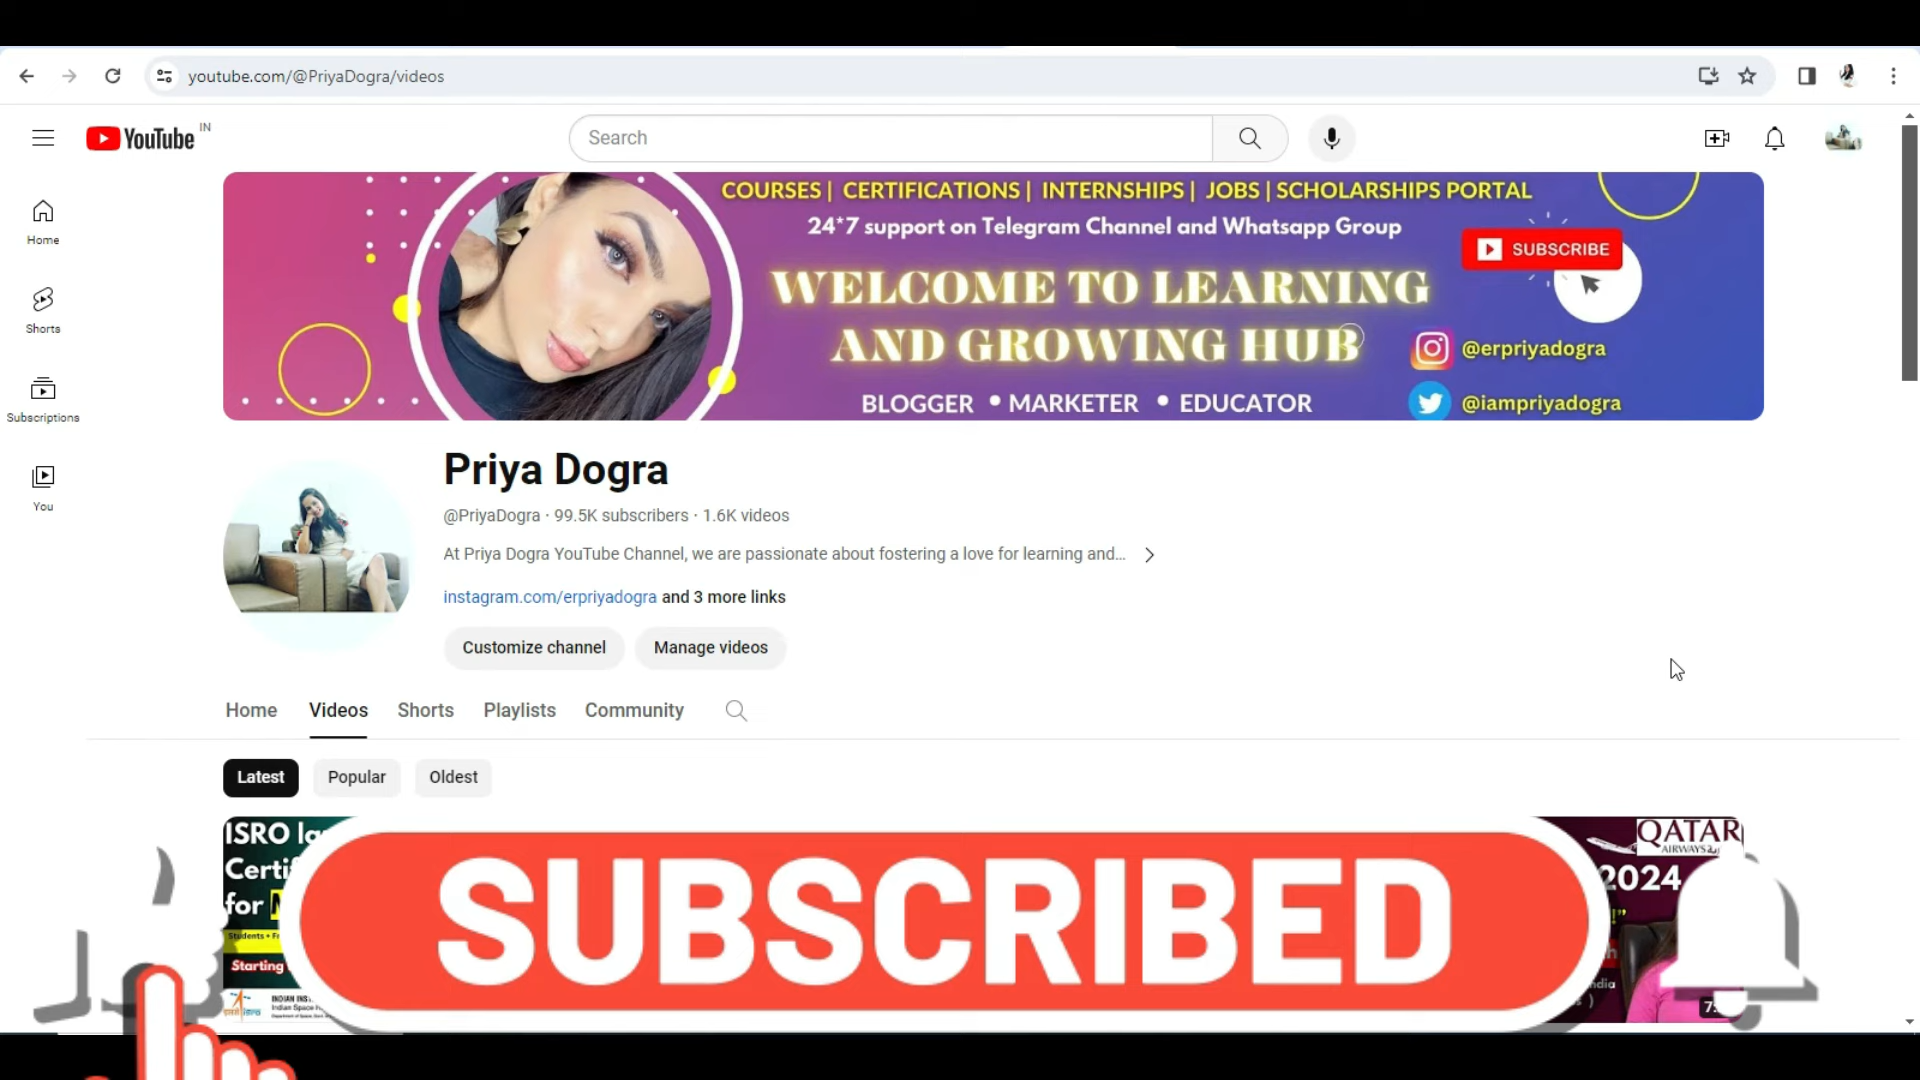 youtube.com/@PriyaDogra/videos
YouTube IN
Search
Home
Shorts
Subscriptions
You
COURSES | CERTIFICATIONS | INTERNSHIPS | JOBS | SCHOLARSHIPS PORTAL
24*7 support on Telegram Channel and Whatsapp Group
SUBSCRIBE
WELCOME TO LEARNING
AND GROWING HUB
@erpriyadogra
BLOGGER • MARKETER • EDUCATOR
@iampriyadogra
Priya Dogra
@PriyaDogra · 99.5K subscribers · 1.6K videos
At Priya Dogra YouTube Channel, we are passionate about fostering a love for learning and...
instagram.com/erpriyadogra and 3 more links
Customize channel
Manage videos
Home
Videos
Shorts
Playlists
Community
Latest
Popular
Oldest
ISRO
for
Students
Starting
SUBSCRIBED
QATAR
AIRWAYS
2024